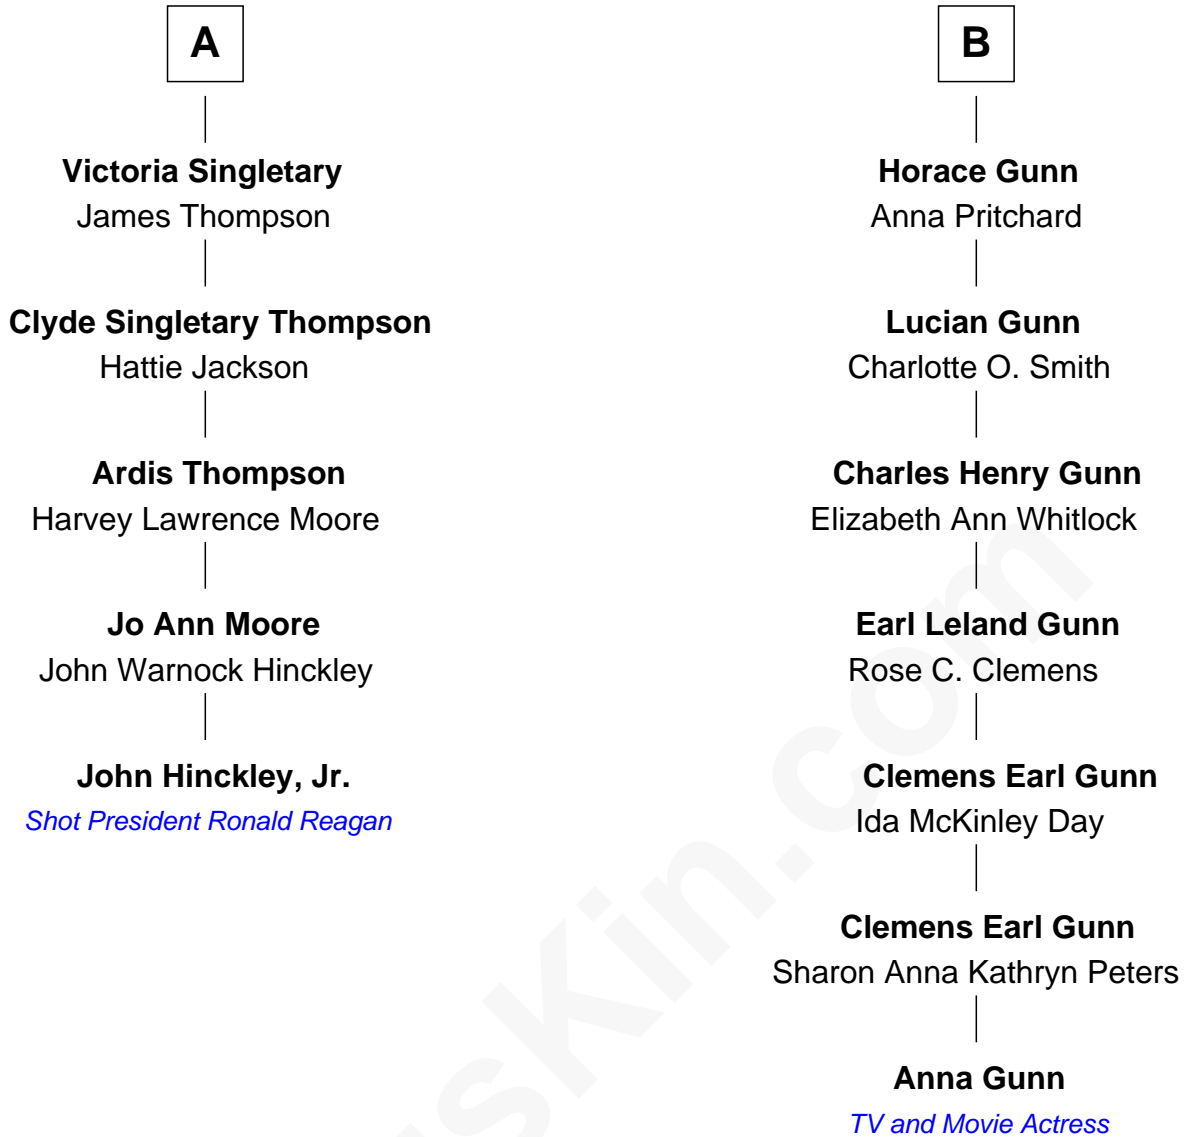 A
Victoria Singletary
James Thompson
Clyde Singletary Thompson
Hattie Jackson
Ardis Thompson
Harvey Lawrence Moore
Jo Ann Moore
John Warnock Hinckley
John Hinckley, Jr.
Shot President Ronald Reagan
B
Horace Gunn
Anna Pritchard
Lucian Gunn
Charlotte O. Smith
Charles Henry Gunn
Elizabeth Ann Whitlock
Earl Leland Gunn
Rose C. Clemens
Clemens Earl Gunn
Ida McKinley Day
Clemens Earl Gunn
Sharon Anna Kathryn Peters
Anna Gunn
TV and Movie Actress
sKin.com